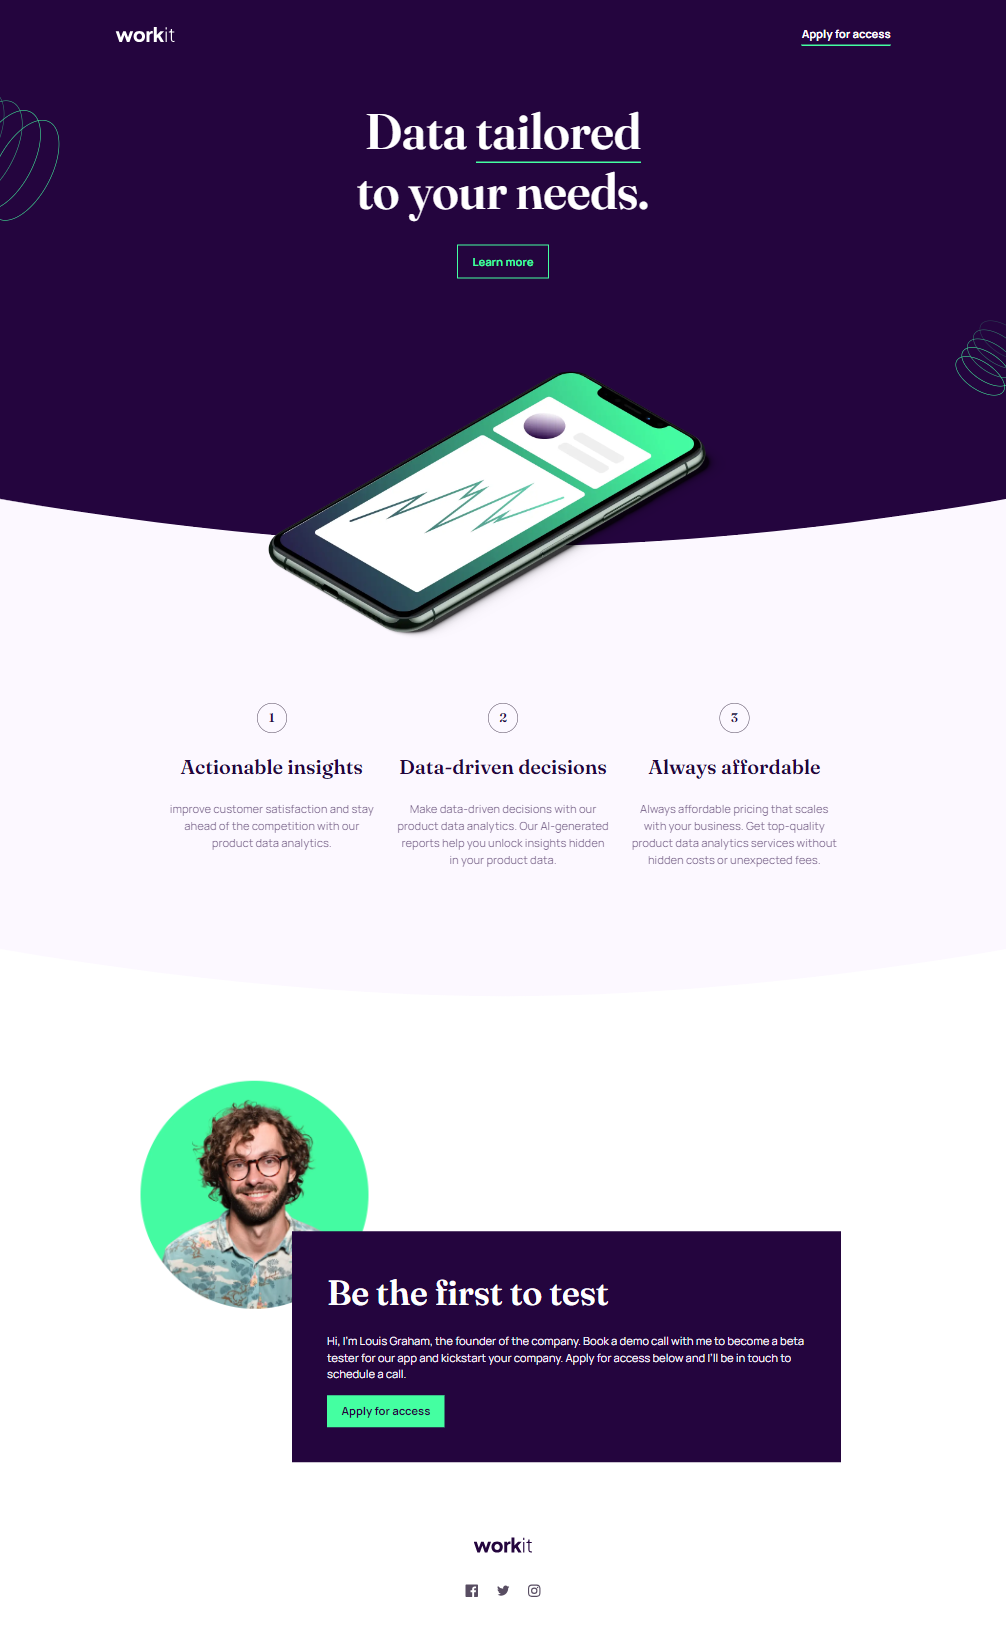 workit
Apply for access
Data tailored
to your needs.
Learn more
1
Actionable insights
improve customer satisfaction and stay
ahead of the competition with our
product data analytics.
2
Data-driven decisions
Make data-driven decisions with our
product data analytics. Our AI-generated
reports help you unlock insights hidden
in your product data.
3
Always affordable
Always affordable pricing that scales
with your business. Get top-quality
product data analytics services without
hidden costs or unexpected fees.
Be the first to test
Hi, I'm Louis Graham, the founder of the company. Book a demo call with me to become a beta
tester for our app and kickstart your company. Apply for access below and I'll be in touch to
schedule a call.
Apply for access
workit